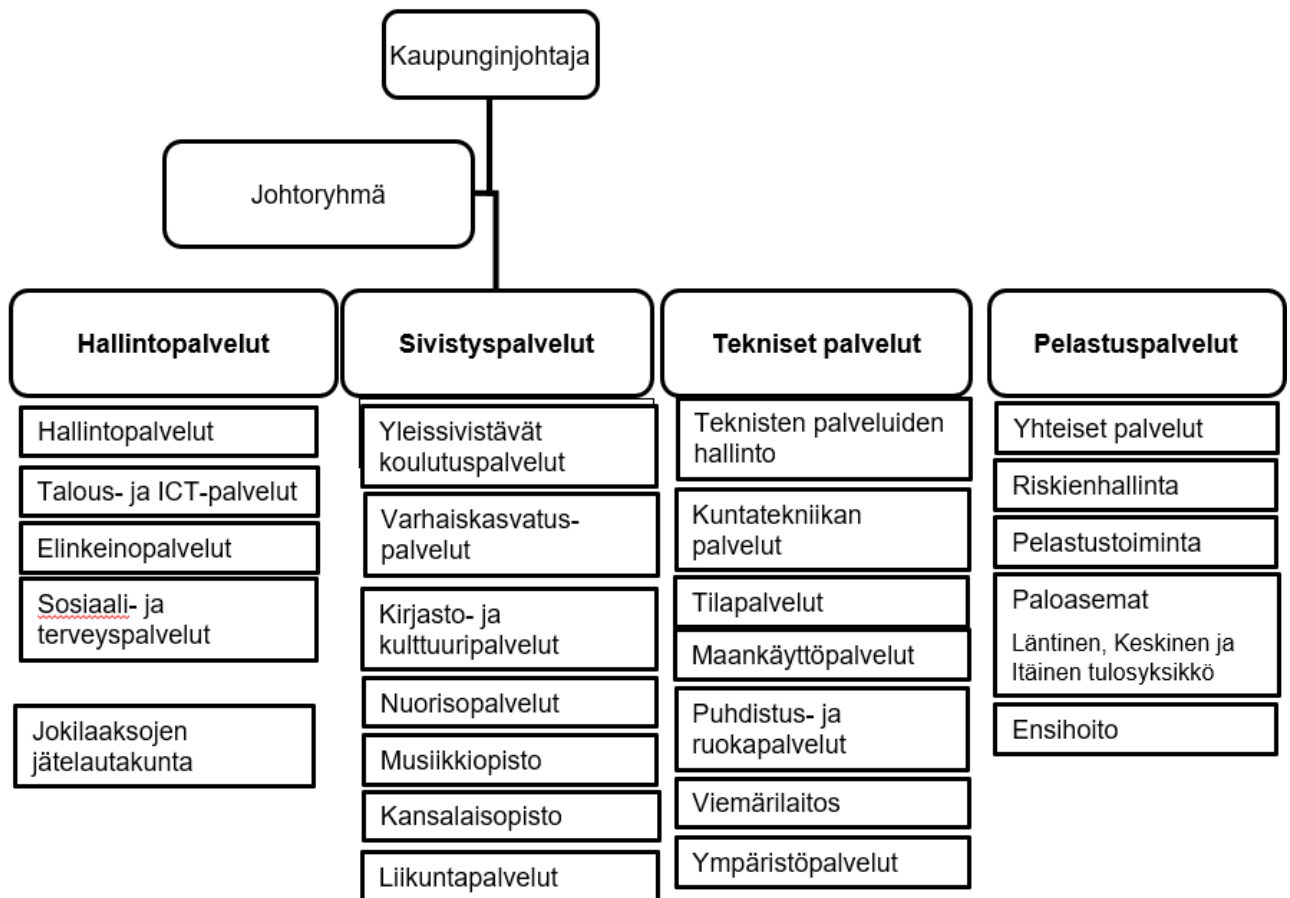 Kaupunginjohtaja
Johtoryhmä
Hallintopalvelut
Hallintopalvelut
Talous- ja ICT-palvelut
Elinkeinopalvelut
Sosiaali- ja
terveyspalvelut
Jokilaaksojen
jätelautakunta
Sivistyspalvelut
Yleissivistävät
koulutuspalvelut
Varhaiskasvatus-
palvelut
Kirjasto- ja
kulttuuripalvelut
Nuorisopalvelut
Musiikkiopisto
Kansalaisopisto
Liikuntapalvelut
Tekniset palvelut
Teknisten palveluiden
hallinto
Kuntatekniikan
palvelut
Tilapalvelut
Maankäyttöpalvelut
Puhdistus- ja
ruokapalvelut
Viemärilaitos
Ympäristöpalvelut
Pelastuspalvelut
Yhteiset palvelut
Riskienhallinta
Pelastustoiminta
Paloasemat
Läntinen, Keskinen ja
Itäinen tulosyksikkö
Ensihoito